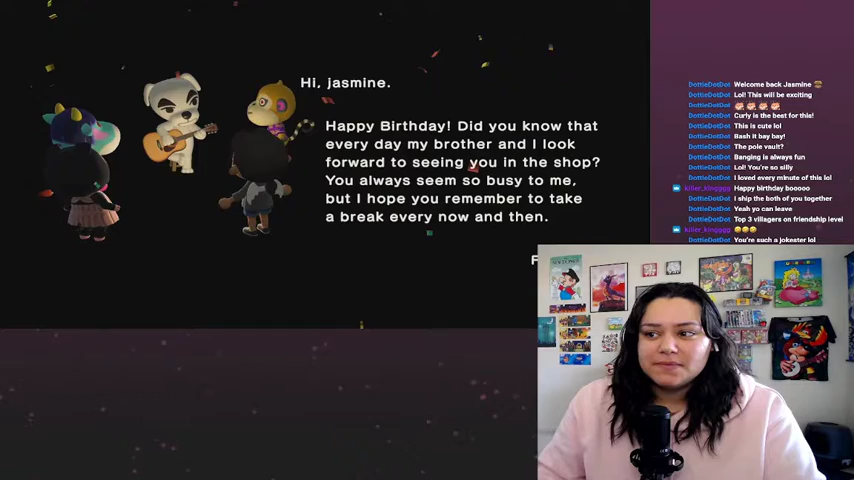 Hi, jasmine.
Happy Birthday! Did you know that
every day my brother and I look
forward to seeing you in the shop?
You always seem so busy to me,
but I hope you remember to take
a break every now and then.
F
DottieDotDot Welcome back Jasmine
DottieDotDot Lol! This will be exciting
DottieDotDot
DottieDotDot Curly is the best for this!
DottieDotDot This is cute lol
DottieDotDot Bash it bay bay!
DottieDotDot The pole vault?
DottieDotDot Banging is always fun
DottieDotDot Lol! You're so silly
DottieDotDot I loved every minute of this lol
killer_kingggg Happy birthday booooo
DottieDotDot I ship the both of you together
DottieDotDot Yeah yo can leave
DottieDotDot Top 3 villagers on friendship level
killer_kingggg
DottieDotDot You're such a jokester lol